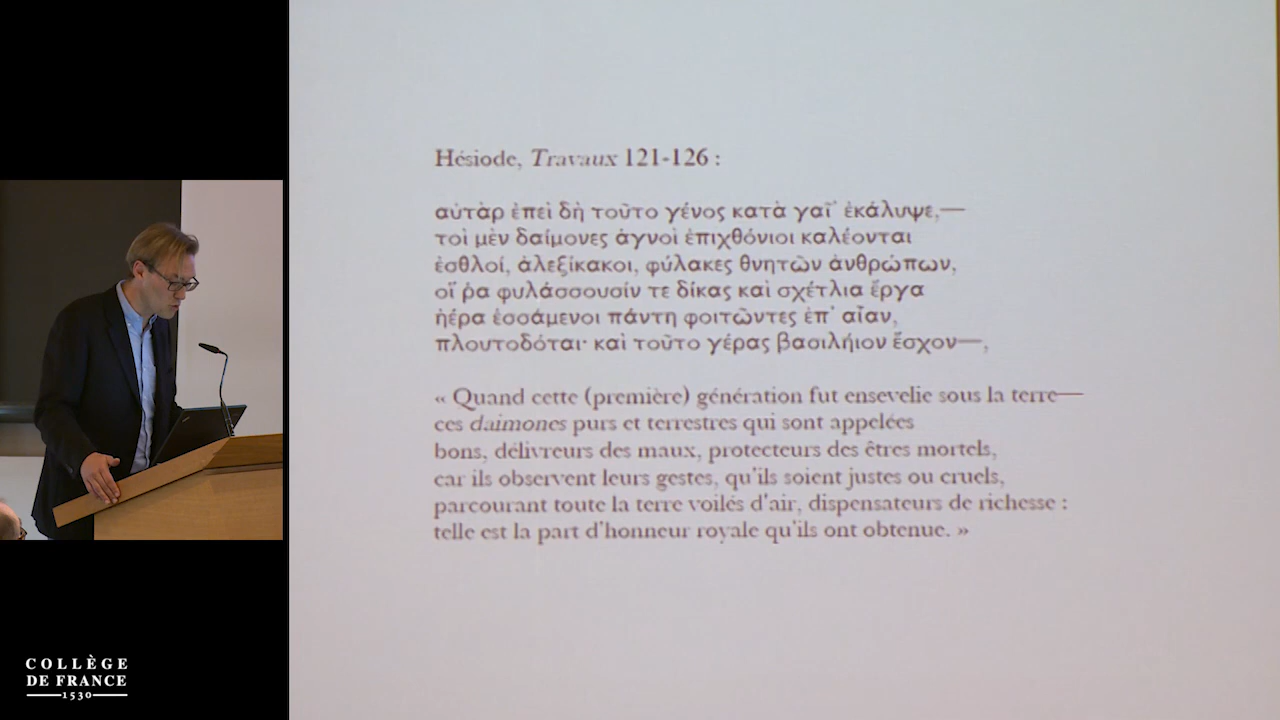 Hésiode, Travaux 121-126 :
αὐτὰρ ἐπεὶ δὴ τοῦτο γένος κατὰ γαῖ᾽ ἐκάλυψε,—
τοὶ μὲν δαίμονες ἁγνοὶ ἐπιχθόνιοι καλέονται
ἐσθλοί, ἀλεξίκακοι, φύλακες θνητῶν ἀνθρώπων,
οἵ ῥα φυλάσσουσίν τε δίκας καὶ σχέτλια ἔργα
ἠέρα ἑσσάμενοι πάντη φοιτῶντες ἐπ᾽ αἶαν,
πλουτοδόται· καὶ τοῦτο γέρας βασιλήιον ἔσχον—,
« Quand cette (première) génération fut ensevelie sous la terre—
ces daimones purs et terrestres qui sont appelées
bons, délivreurs des maux, protecteurs des êtres mortels,
car ils observent leurs gestes, qu'ils soient justes ou cruels,
parcourant toute la terre voilés d'air, dispensateurs de richesse :
telle est la part d'honneur royale qu'ils ont obtenue. »
COLLÈGE
DE FRANCE
1530